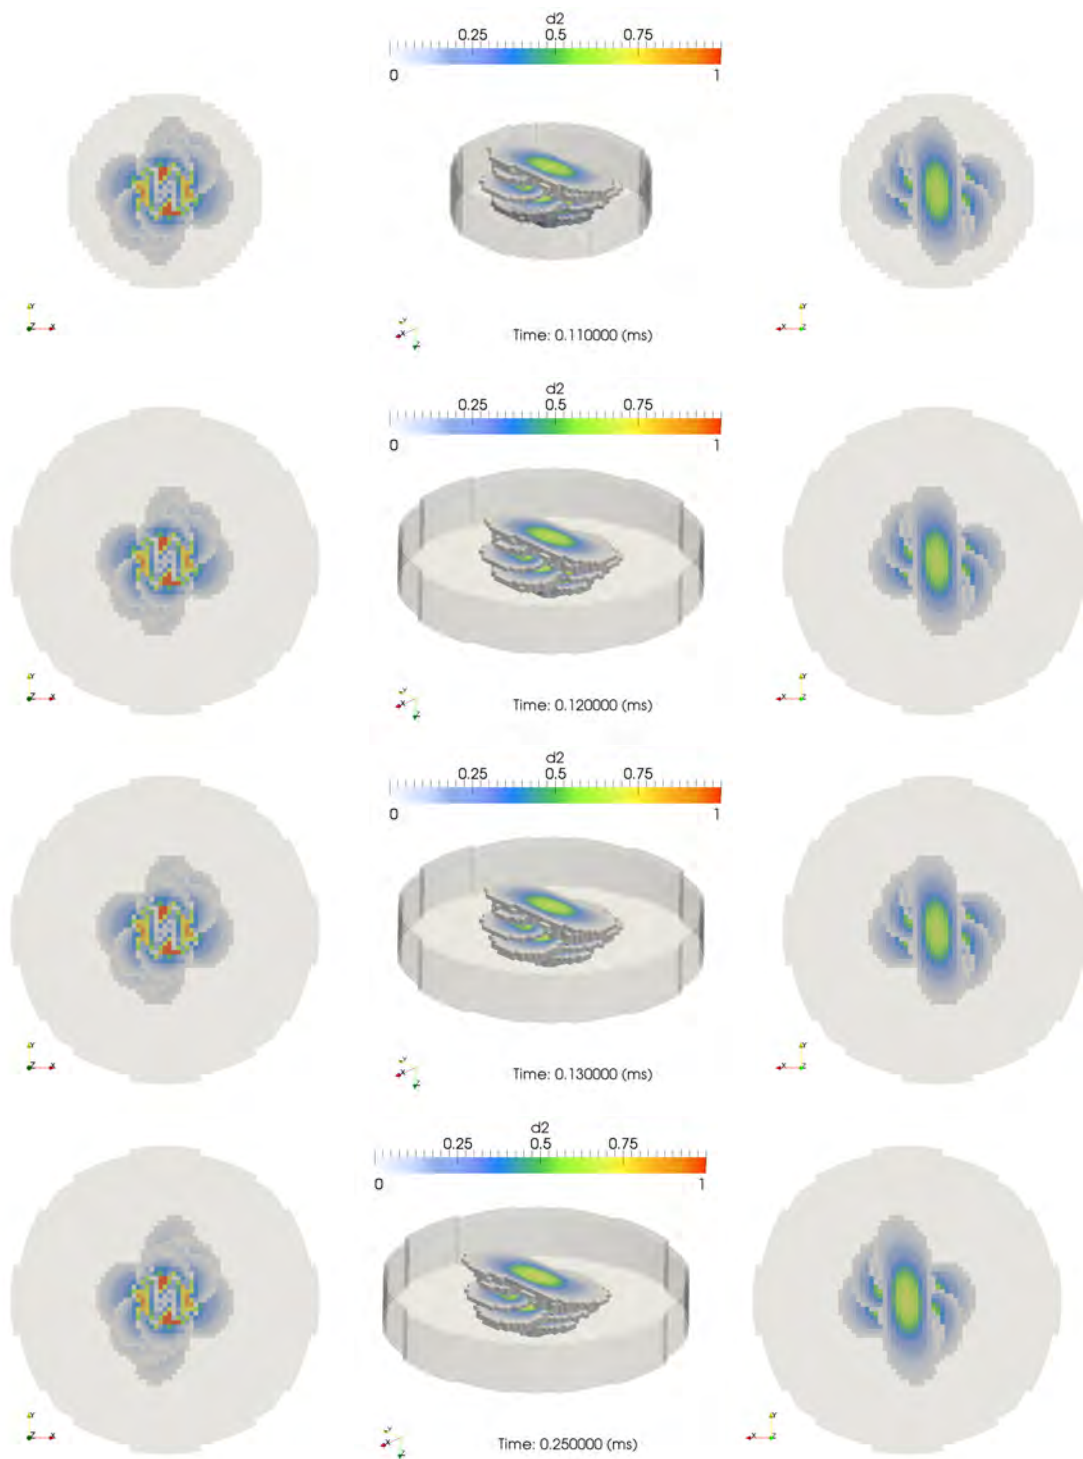 d2
0.25 0.5 0.75
0 1
Y
Z X
Y
X
Z
Time: 0.110000 (ms)
Y
X Z
d2
0.25 0.5 0.75
0 1
Y
Z X
Y
X
Z
Time: 0.120000 (ms)
Y
X Z
d2
0.25 0.5 0.75
0 1
Y
Z X
Y
X
Z
Time: 0.130000 (ms)
Y
X Z
d2
0.25 0.5 0.75
0 1
Y
Z X
Y
X
Z
Time: 0.250000 (ms)
Y
X Z